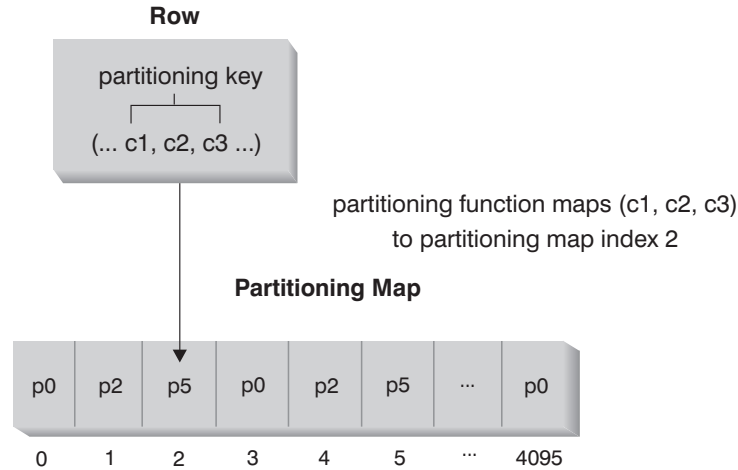 Row
partitioning key
(... c1, c2, c3 ...)
partitioning function maps (c1, c2, c3)
to partitioning map index 2
Partitioning Map
p0 p2 p5 p0 p2 p5 ... p0
0 1 2 3 4 5 ... 4095